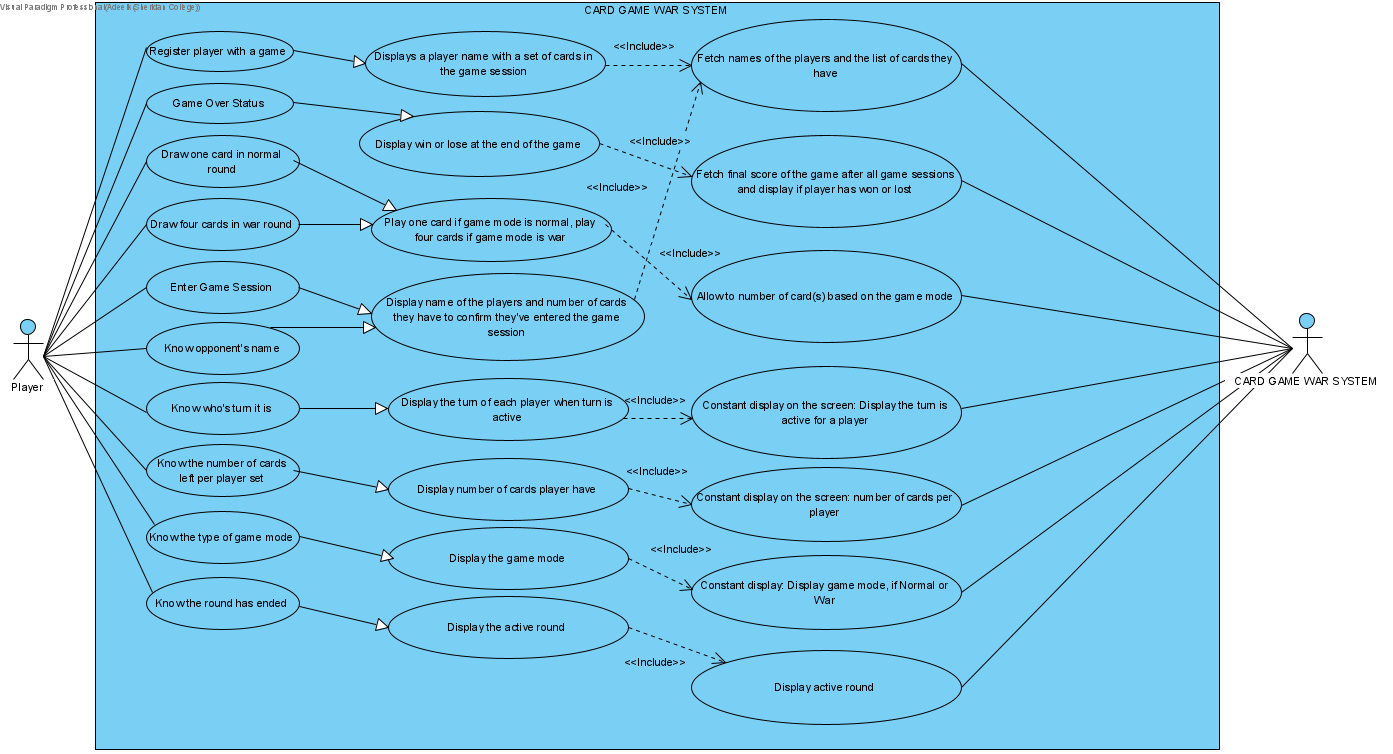 Visual Paradigm Professional(Adeelk(Sheridan College))
CARD GAME WAR SYSTEM
Register player with a game
Displays a player name with a set of cards in
the game session
<<Include>>
Fetch names of the players and the list of cards they
have
Game Over Status
Display win or lose at the end of the game
<<Include>>
Fetch final score of the game after all game sessions
and display if player has won or lost
Draw one card in normal
round
<<Include>>
Draw four cards in war round
Play one card if game mode is normal, play
four cards if game mode is war
<<Include>>
Allow to number of card(s) based on the game mode
Enter Game Session
Display name of the players and number of cards
they have to confirm they've entered the game
session
Know opponent's name
Player
CARD GAME WAR SYSTEM
Know who's turn it is
Display the turn of each player when turn is
active
<<Include>>
Constant display on the screen: Display the turn is
active for a player
Know the number of cards
left per player set
Display number of cards player have
<<Include>>
Constant display on the screen: number of cards per
player
Know the type of game mode
Display the game mode
<<Include>>
Constant display: Display game mode, if Normal or
War
Know the round has ended
Display the active round
<<Include>>
Display active round